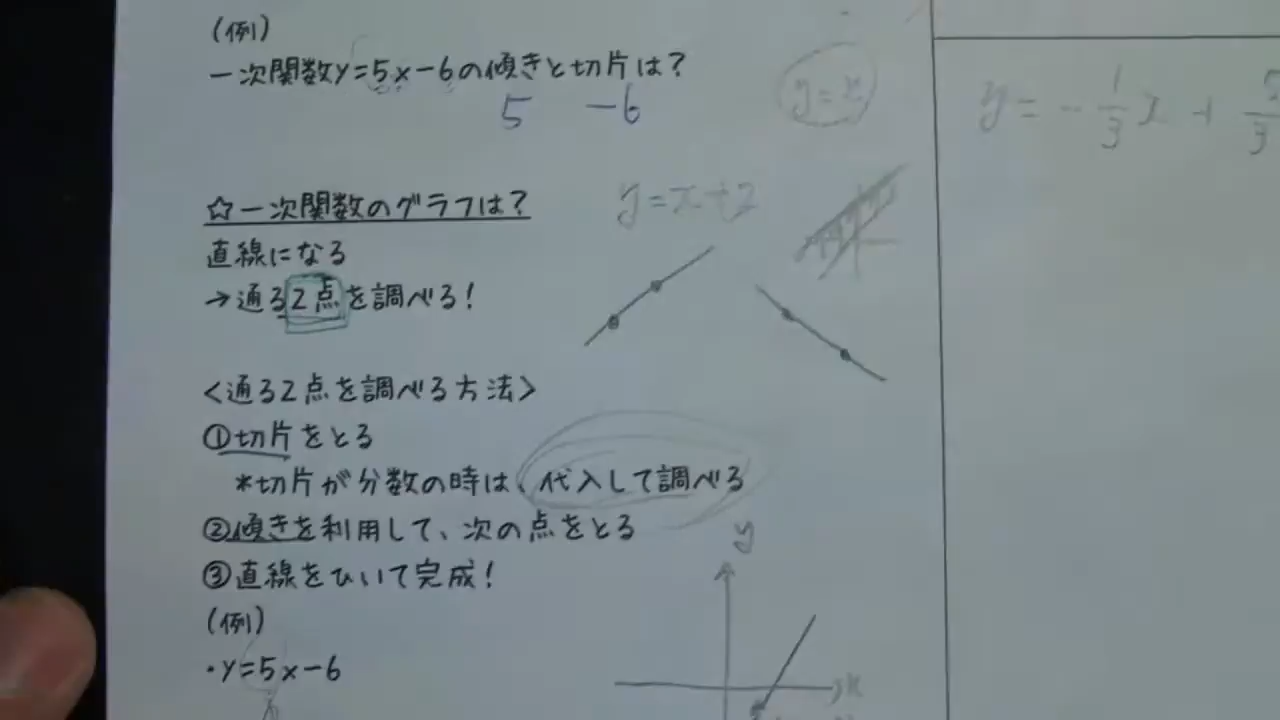 (例)
一次関数y=5x-6の傾きと切片は?
5 -6
y=x
y=-1/3x+5/3
☆一次関数のグラフは?
y=x+2
直線になる
→通る2点を調べる!
<通る2点を調べる方法>
①切片をとる
*切片が分数の時は、代入して調べる
②傾きを利用して、次の点をとる
③直線をひいて完成!
y
x
(例)
・y=5x-6